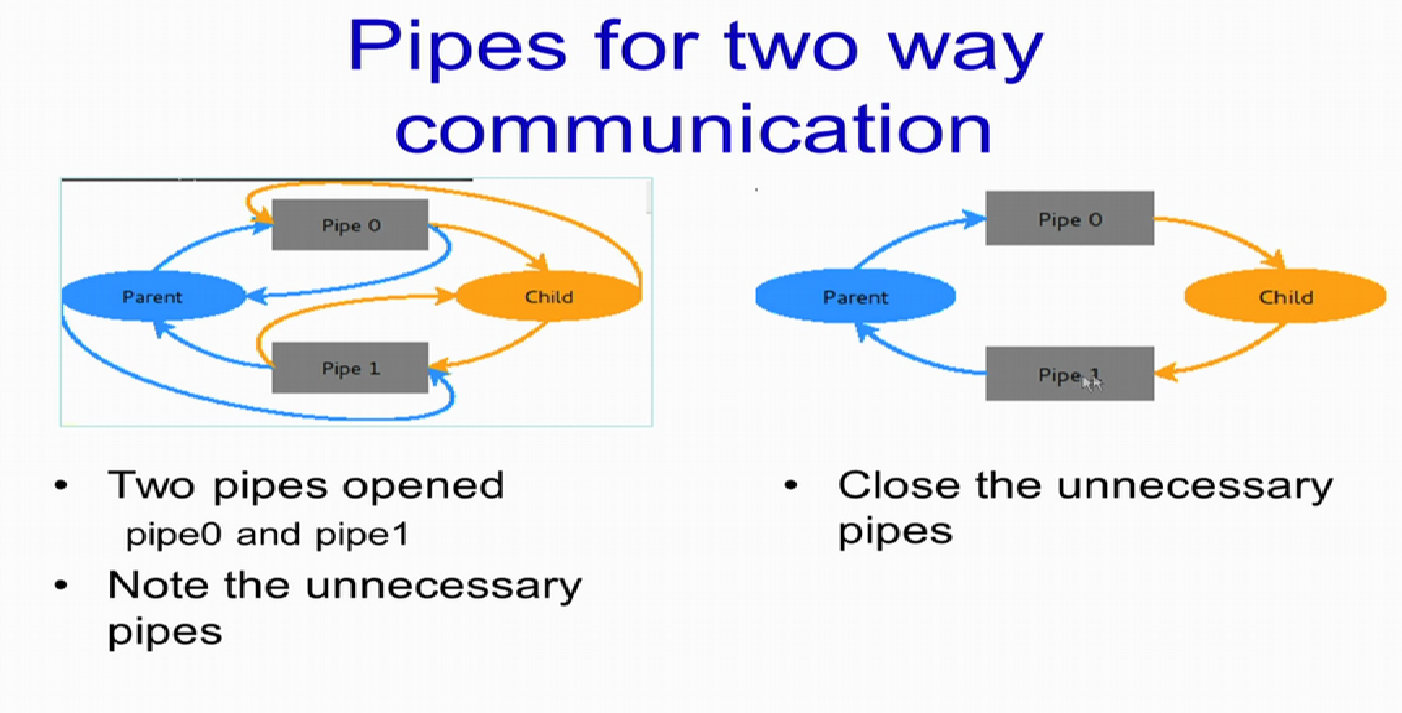 Pipes for two way
communication
Pipe 0
Parent
Child
Pipe 1
Pipe 0
Parent
Child
Pipe 1
• Two pipes opened
pipe0 and pipe1
• Note the unnecessary
pipes
• Close the unnecessary
pipes